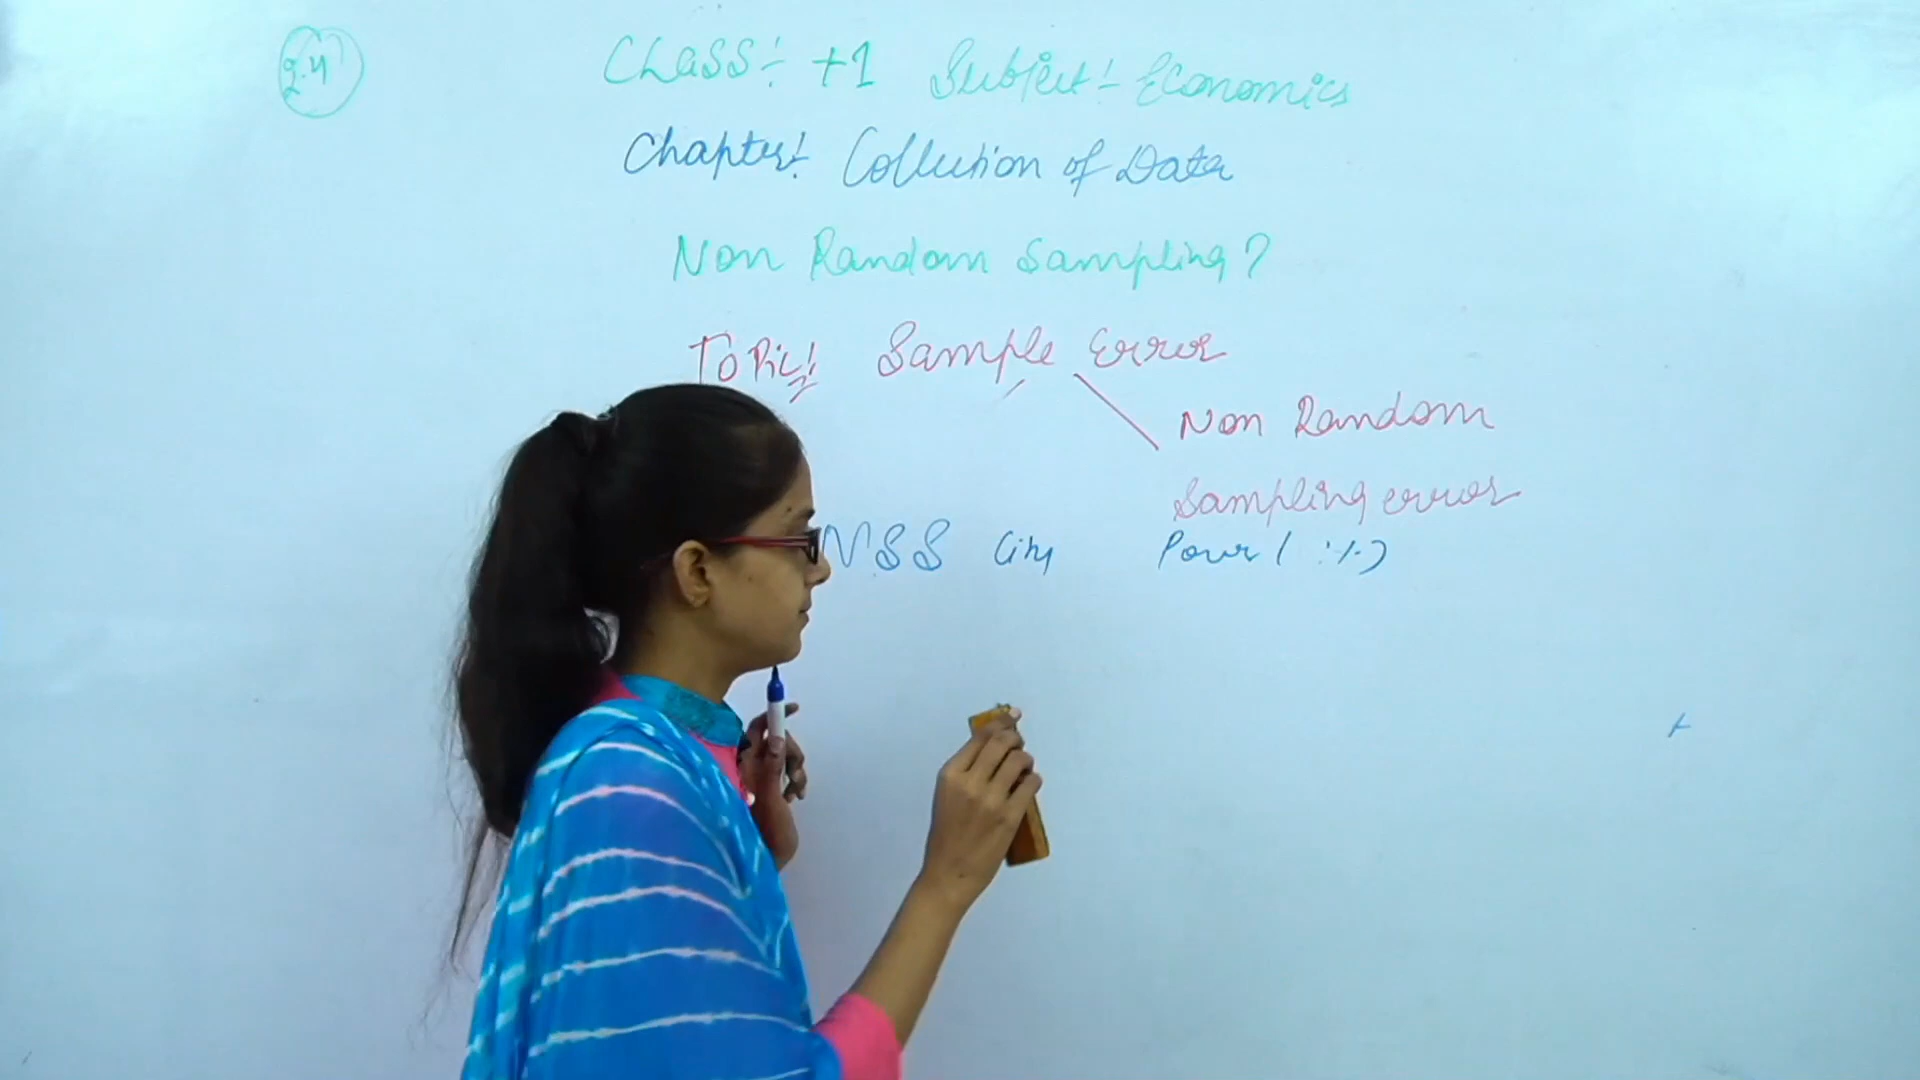 2.4
Class:- +1 Subject:- Economics
Chapter:- Collection of Data
Non Random Sampling?
Topic:- Sample Error
Non Random
Sampling error
NSS City